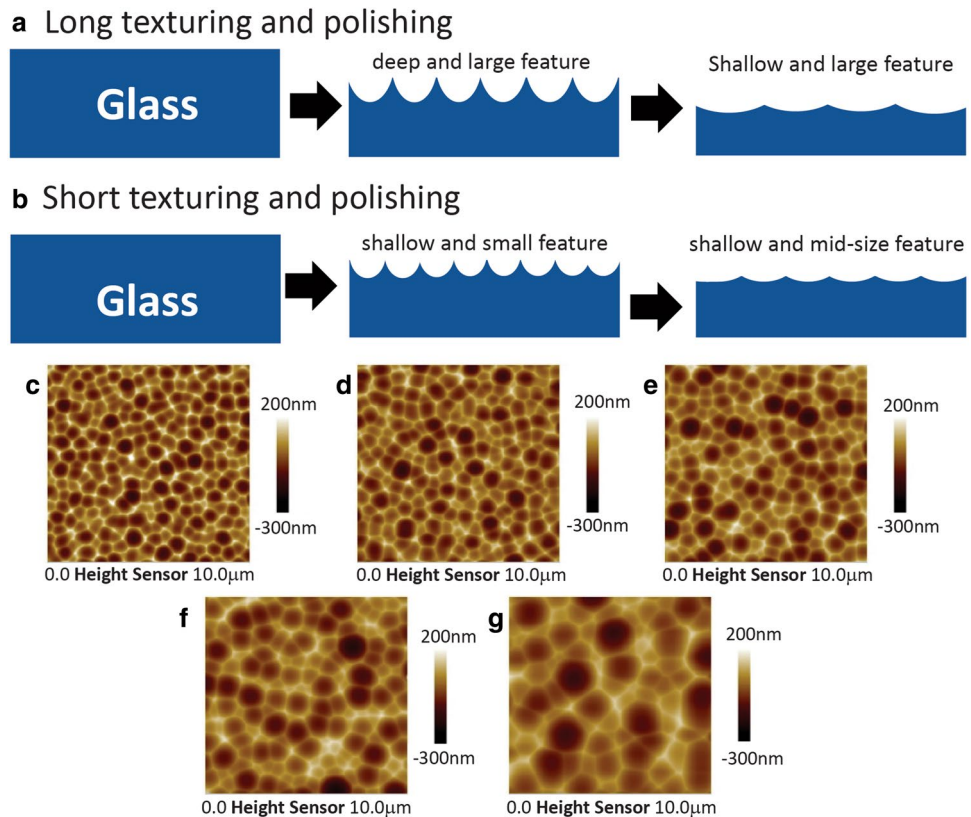 a Long texturing and polishing
Glass
deep and large feature
Shallow and large feature
b Short texturing and polishing
Glass
shallow and small feature
shallow and mid-size feature
c
200nm
-300nm
0.0 Height Sensor 10.0μm
d
200nm
-300nm
0.0 Height Sensor 10.0μm
e
200nm
-300nm
0.0 Height Sensor 10.0μm
f
200nm
-300nm
0.0 Height Sensor 10.0μm
g
200nm
-300nm
0.0 Height Sensor 10.0μm